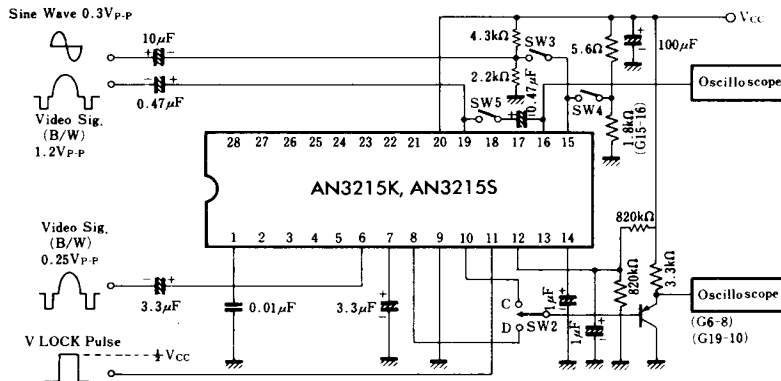 Sine Wave 0.3VP-P
10μF
Video Sig.
(B/W)
1.2VP-P
0.47μF
4.3kΩ
2.2kΩ
SW3
SW5
0.47μF
SW4
5.6Ω
100μF
VCC
1.8kΩ
(G15-16)
Oscilloscope
28 27 26 25 24 23 22 21 20 19 18 17 16 15
AN3215K, AN3215S
1 2 3 4 5 6 7 8 9 10 11 12 13 14
Video Sig.
(B/W)
0.25VP-P
3.3μF
0.01μF
3.3μF
C
D
SW2
1μF
1μF
820kΩ
820kΩ
3.3kΩ
Oscilloscope
(G6-8)
(G19-10)
V LOCK Pulse
VCC